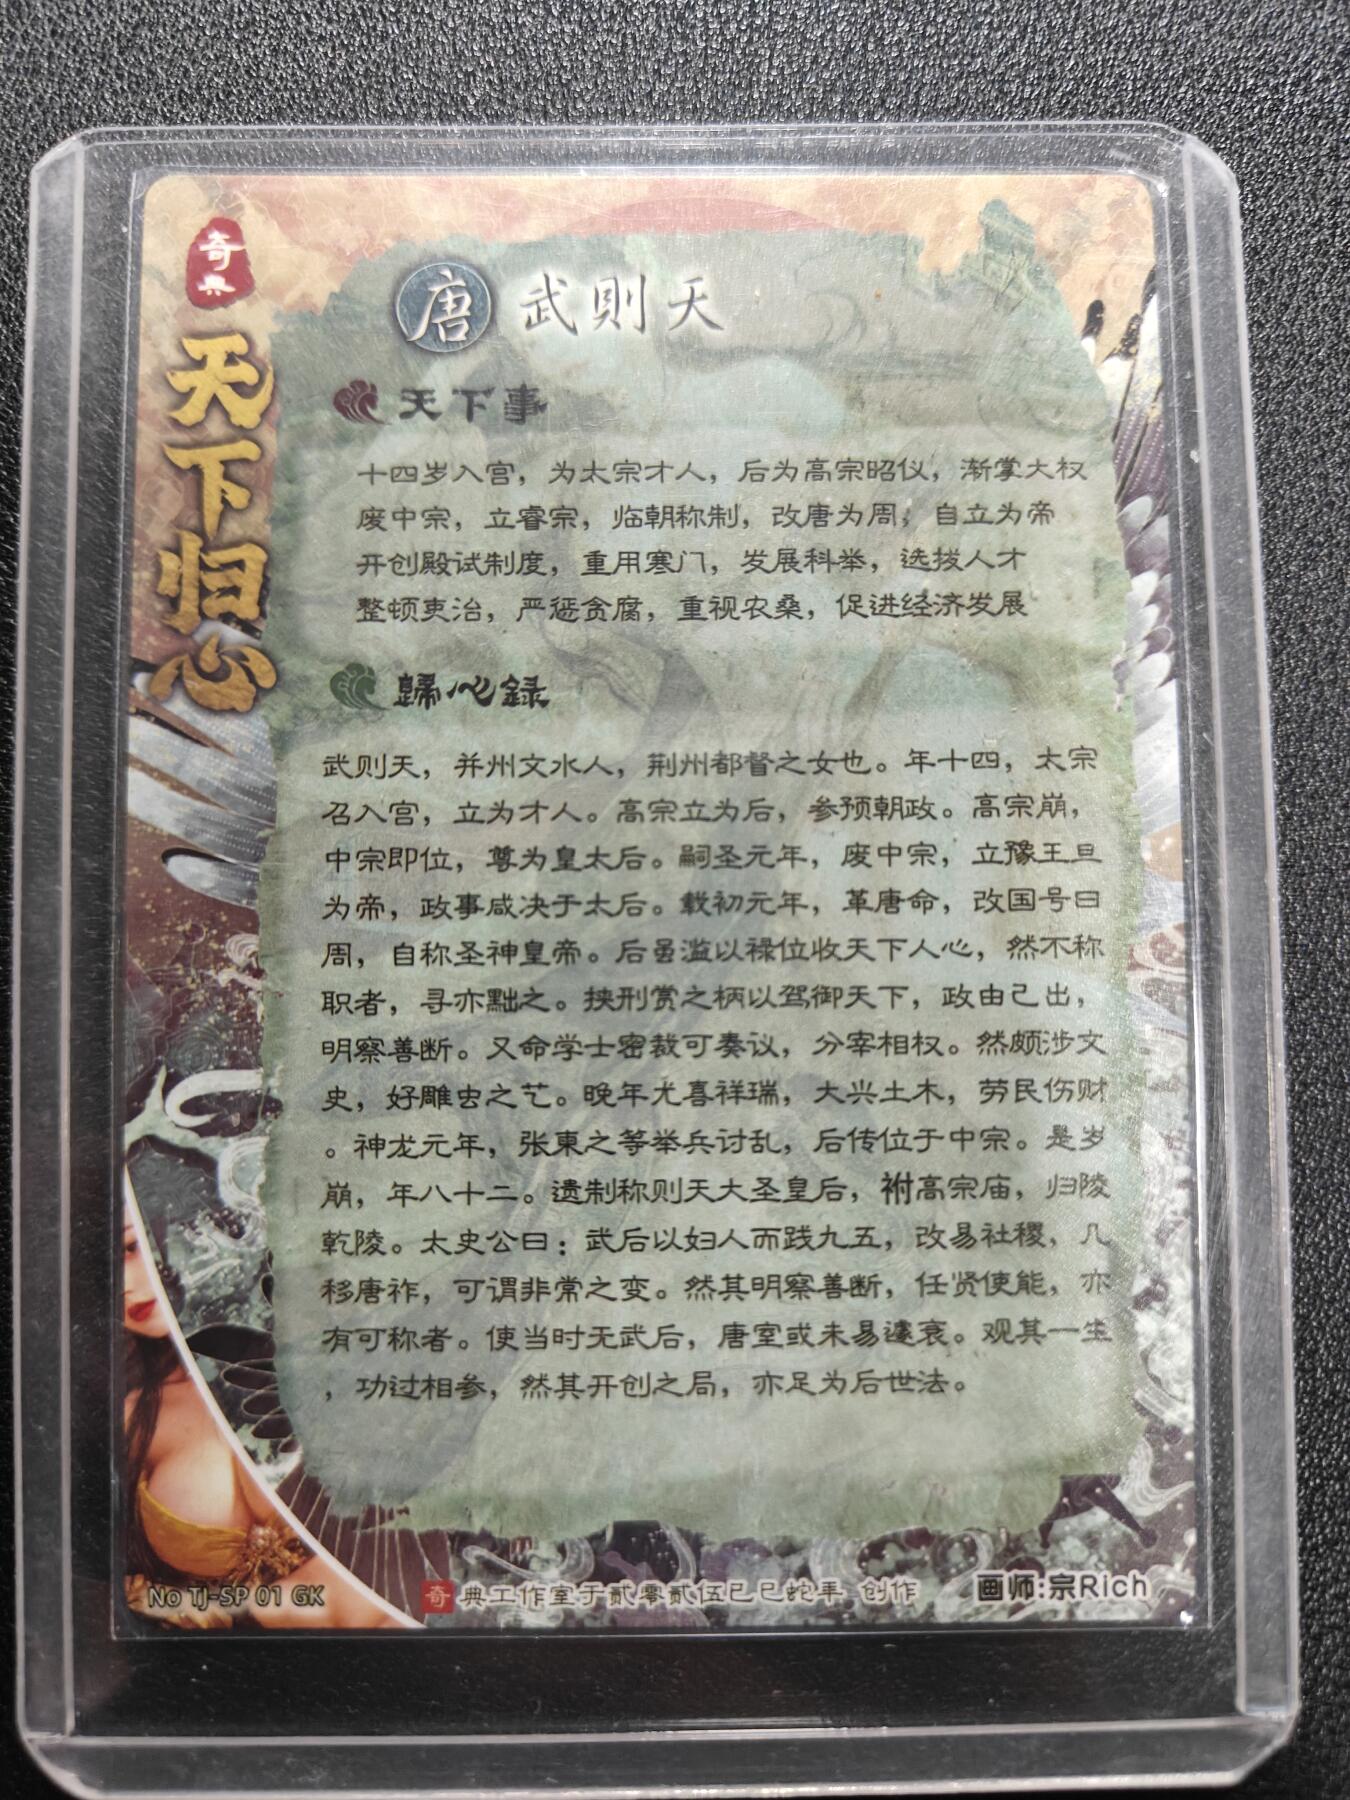 奇典
天下归心
唐 武則天
天下事
十四岁入宫，为太宗才人，后为高宗昭仪，渐掌大权
废中宗，立睿宗，临朝称制，改唐为周，自立为帝
开创殿试制度，重用寒门，发展科举，选拨人才
整顿吏治，严惩贪腐，重视农桑，促进经济发展
歸心録
武则天，并州文水人，荆州都督之女也。年十四，太宗
召入宫，立为才人。高宗立为后，参预朝政。高宗崩，
中宗即位，尊为皇太后。嗣圣元年，废中宗，立豫王旦
为帝，政事咸决于太后。载初元年，革唐命，改国号曰
周，自称圣神皇帝。后虽滥以禄位收天下人心，然不称
职者，寻亦黜之。挟刑赏之柄以驾御天下，政由己出，
明察善断。又命学士密裁可奏议，分宰相权。然颇涉文
史，好雕虫之艺。晚年尤喜祥瑞，大兴土木，劳民伤财
。神龙元年，张柬之等举兵讨乱，后传位于中宗。是岁
崩，年八十二。遗制称则天大圣皇后，祔高宗庙，归陵
乾陵。太史公曰：武后以妇人而践九五，改易社稷，几
移唐祚，可谓非常之变。然其明察善断，任贤使能，亦
有可称者。使当时无武后，唐室或未易遽衰。观其一生
，功过相参，然其开创之局，亦足为后世法。
No TJ-SP 01 GK
奇典工作室于贰零贰伍已巳蛇年 创作
画师:宗Rich